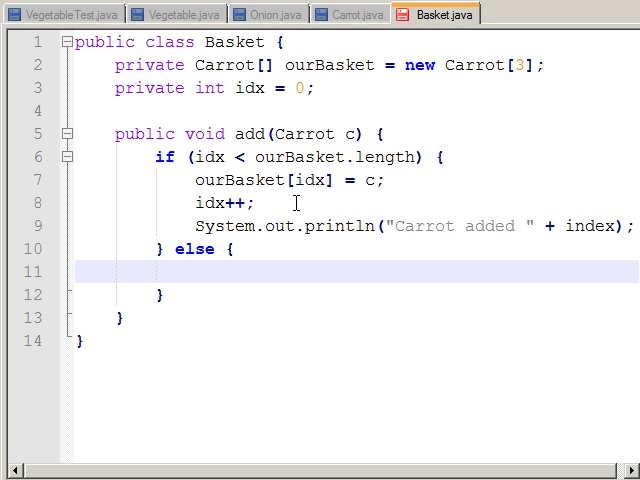 VegetableTest.java Vegetable.java Onion.java Carrot.java Basket.java
1 public class Basket {
2 private Carrot[] ourBasket = new Carrot[3];
3 private int idx = 0;
4
5 public void add(Carrot c) {
6 if (idx < ourBasket.length) {
7 ourBasket[idx] = c;
8 idx++;
9 System.out.println("Carrot added " + index);
10 } else {
11
12 }
13 }
14 }